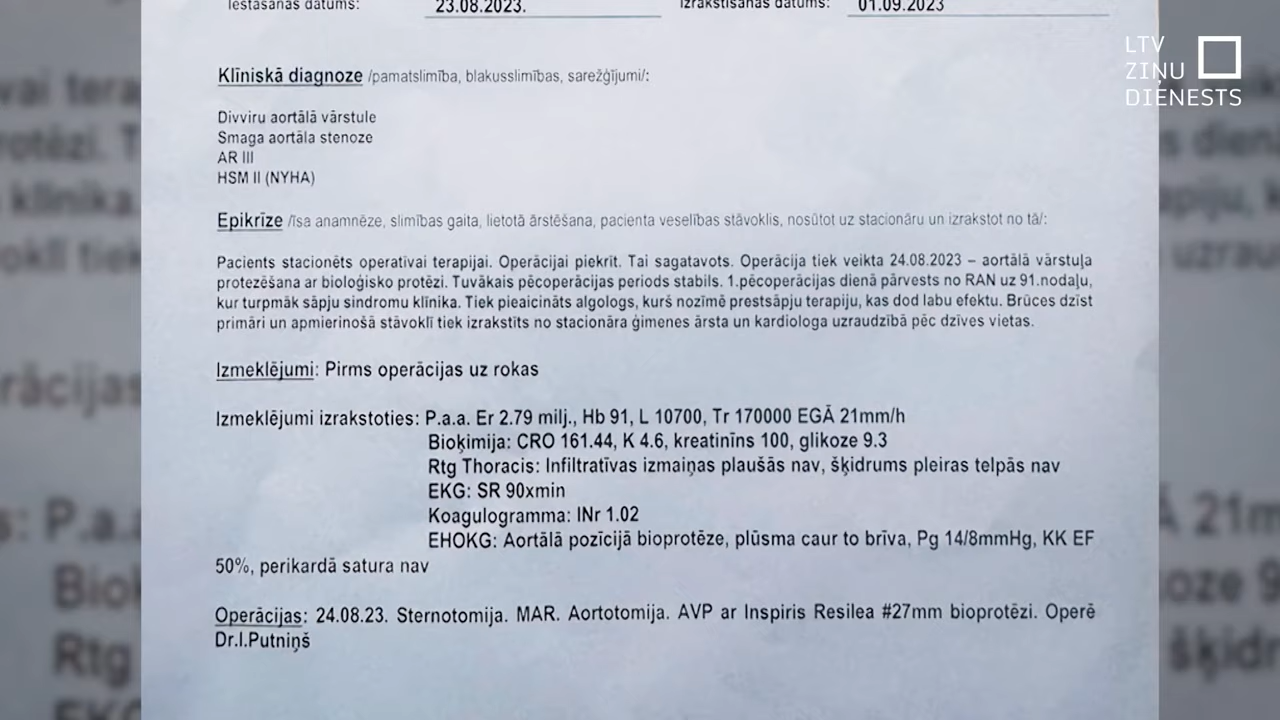 Iestāšanās datums: 23.08.2023. Izrakstīšanās datums: 01.09.2023
LTV
ZIŅU
DIENESTS
Klīniskā diagnoze /pamatslimība, blakusslimības, sarežģījumi/:
Divviru aortālā vārstule
Smaga aortāla stenoze
AR III
HSM II (NYHA)
Epikrīze /īsa anamnēze, slimības gaita, lietotā ārstēšana, pacienta veselības stāvoklis, nosūtot uz stacionāru un izrakstot no tā/:
Pacients stacionēts operatīvai terapijai. Operācijai piekrīt. Tai sagatavots. Operācija tiek veikta 24.08.2023 – aortālā vārstuļa
protezēšana ar bioloģisko protēzi. Tuvākais pēcoperācijas periods stabils. 1.pēcoperācijas dienā pārvests no RAN uz 91.nodaļu,
kur turpmāk sāpju sindromu klīnika. Tiek pieaicināts algologs, kurš nozīmē prestsāpju terapiju, kas dod labu efektu. Brūces dzīst
primāri un apmierinošā stāvoklī tiek izrakstīts no stacionāra ģimenes ārsta un kardiologa uzraudzībā pēc dzīves vietas.
Izmeklējumi: Pirms operācijas uz rokas
Izmeklējumi izrakstoties: P.a.a. Er 2.79 milj., Hb 91, L 10700, Tr 170000 EGĀ 21mm/h
Bioķimija: CRO 161.44, K 4.6, kreatinīns 100, glikoze 9.3
Rtg Thoracis: Infiltratīvas izmaiņas plaušās nav, šķidrums pleiras telpās nav
EKG: SR 90xmin
Koagulogramma: INr 1.02
EHOKG: Aortālā pozīcijā bioprotēze, plūsma caur to brīva, Pg 14/8mmHg, KK EF
50%, perikardā satura nav
Operācijas: 24.08.23. Sternotomija. MAR. Aortotomija. AVP ar Inspiris Resilea #27mm bioprotēzi. Operē
Dr.I.Putniņš